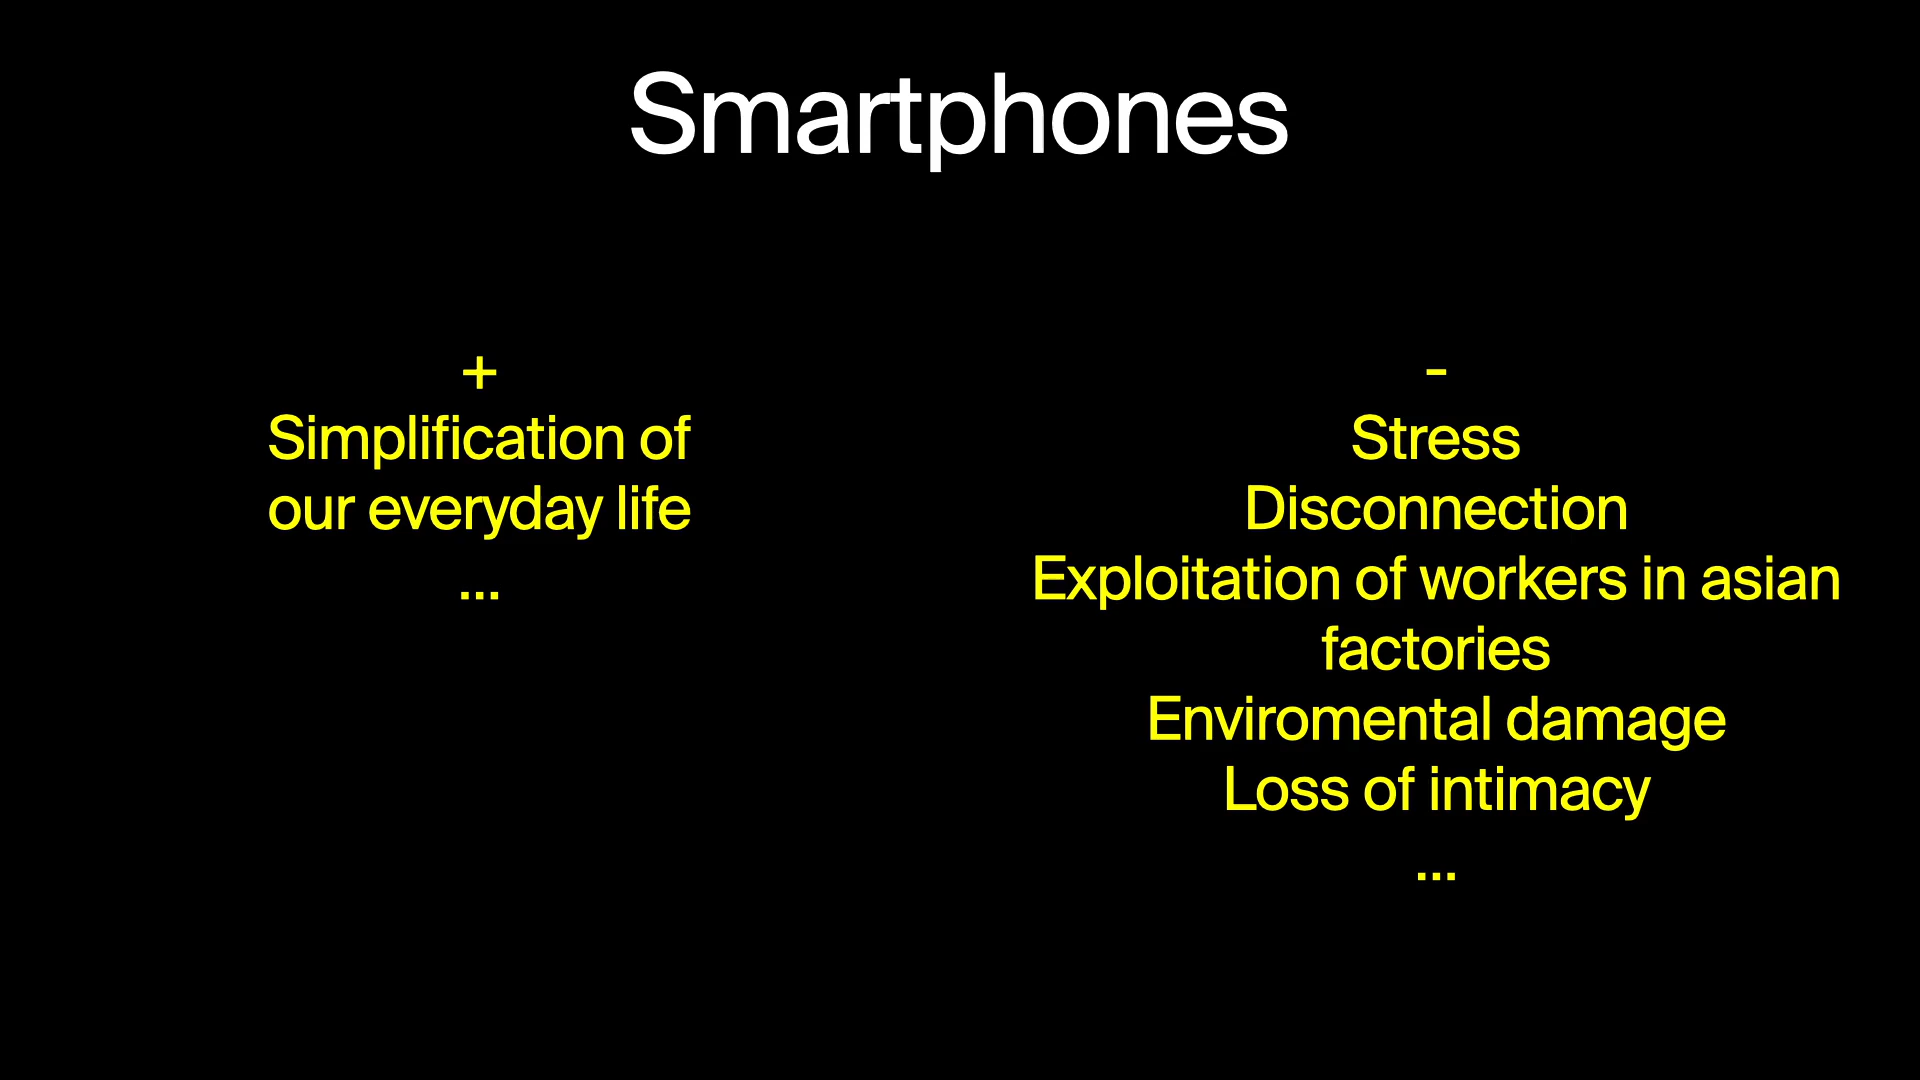 Smartphones
+
Simplification of
our everyday life
...
-
Stress
Disconnection
Exploitation of workers in asian
factories
Enviromental damage
Loss of intimacy
...